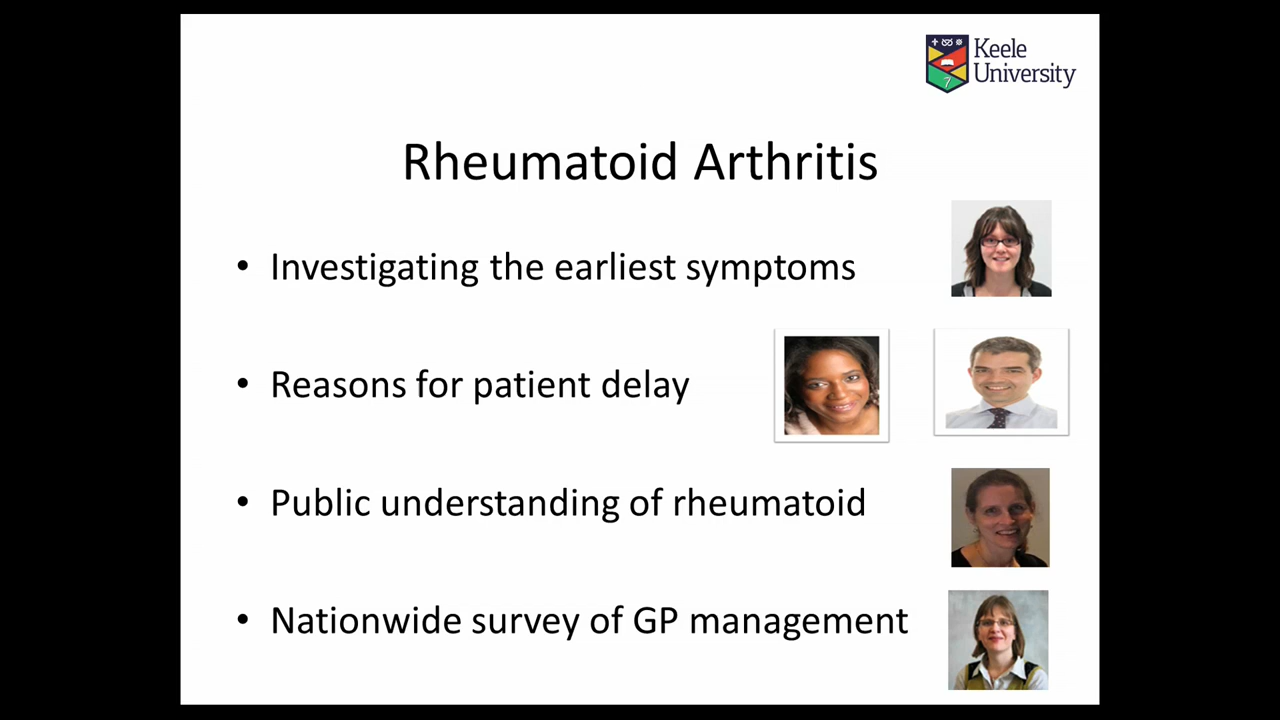 Keele
University
Rheumatoid Arthritis
• Investigating the earliest symptoms
• Reasons for patient delay
• Public understanding of rheumatoid
• Nationwide survey of GP management